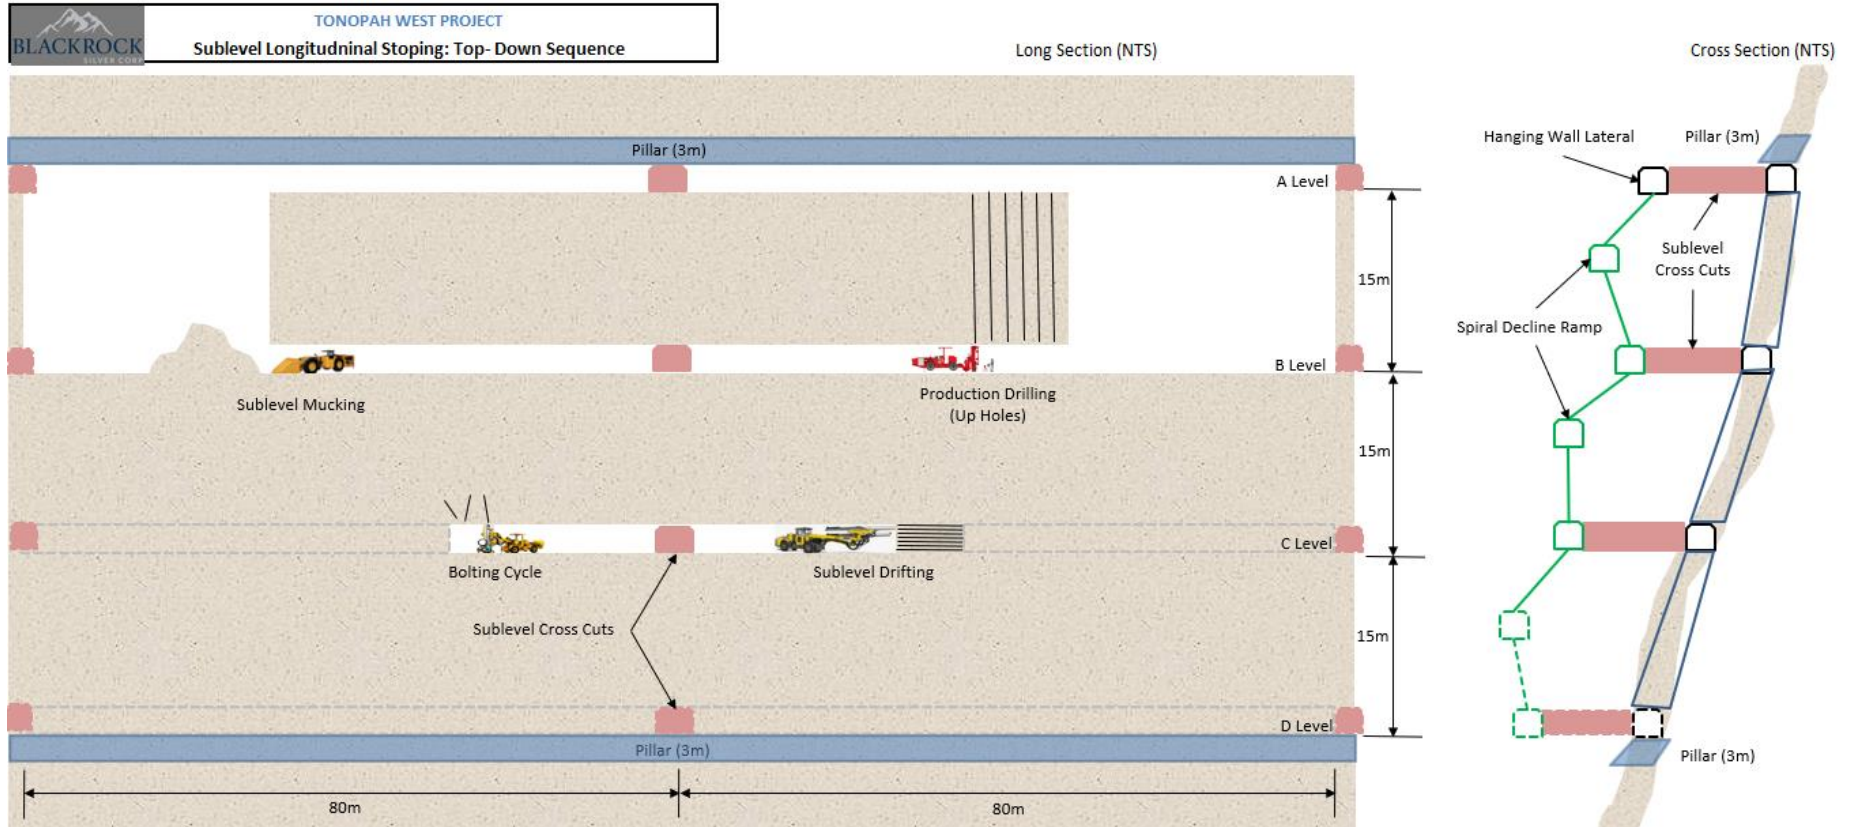 BLACKROCK
SILVER CORP
TONOPAH WEST PROJECT
Sublevel Longitudninal Stoping: Top- Down Sequence
Long Section (NTS)
Cross Section (NTS)
Pillar (3m)
A Level
15m
B Level
Sublevel Mucking
Production Drilling
(Up Holes)
15m
C Level
Bolting Cycle
Sublevel Drifting
Sublevel Cross Cuts
15m
D Level
Pillar (3m)
80m
80m
Hanging Wall Lateral
Pillar (3m)
Sublevel
Cross Cuts
Spiral Decline Ramp
Pillar (3m)